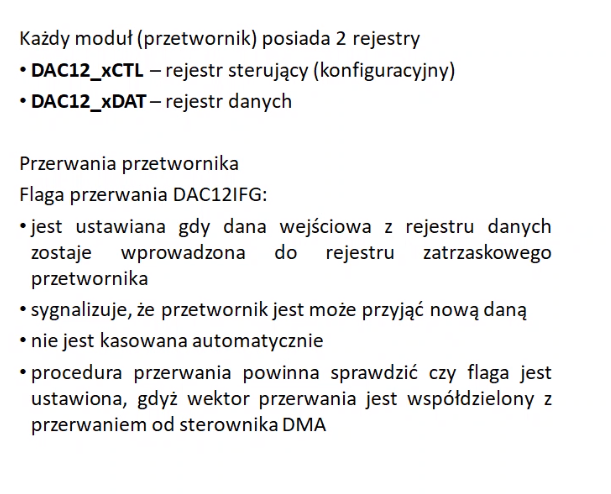 Każdy moduł (przetwornik) posiada 2 rejestry
• DAC12_xCTL – rejestr sterujący (konfiguracyjny)
• DAC12_xDAT – rejestr danych
Przerwania przetwornika
Flaga przerwania DAC12IFG:
• jest ustawiana gdy dana wejściowa z rejestru danych
zostaje wprowadzona do rejestru zatrzaskowego
przetwornika
• sygnalizuje, że przetwornik jest może przyjąć nową daną
• nie jest kasowana automatycznie
• procedura przerwania powinna sprawdzić czy flaga jest
ustawiona, gdyż wektor przerwania jest współdzielony z
przerwaniem od sterownika DMA